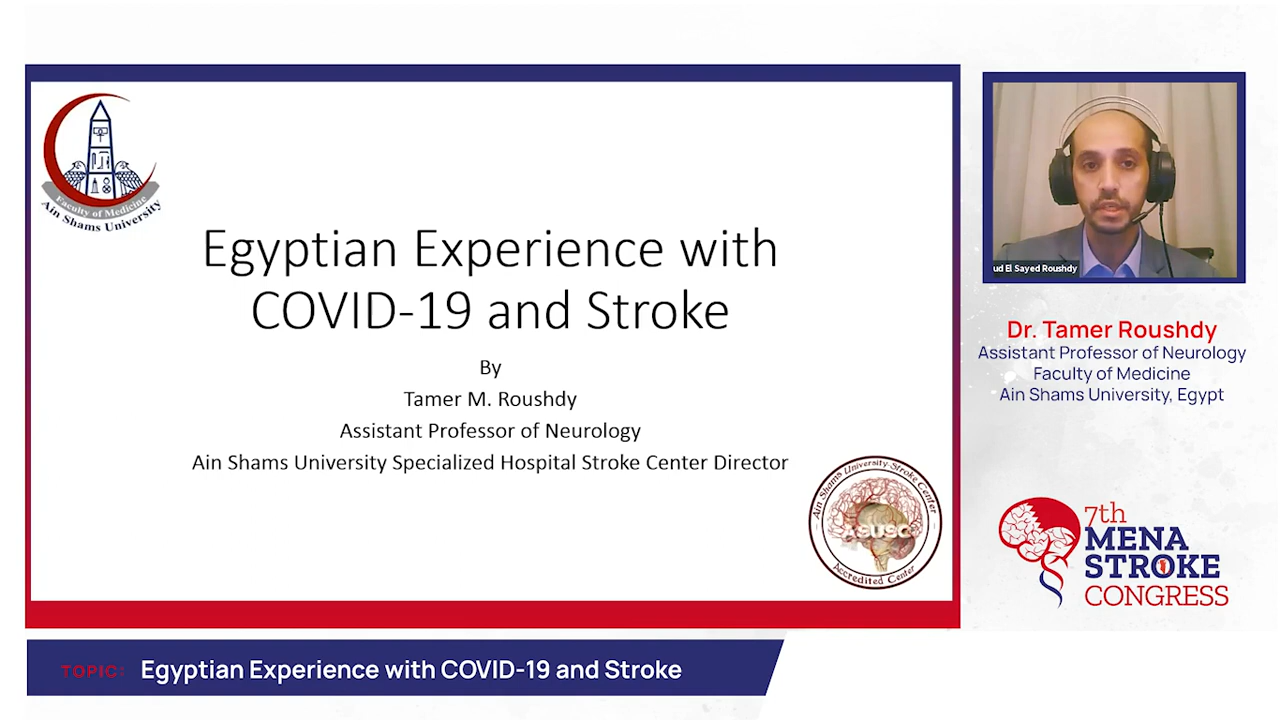 Faculty of Medicine
Ain Shams University
Egyptian Experience with
COVID-19 and Stroke
By
Tamer M. Roushdy
Assistant Professor of Neurology
Ain Shams University Specialized Hospital Stroke Center Director
Ain Shams University Stroke Center
ASUSC
Accredited Center
ud El Sayed Roushdy
Dr. Tamer Roushdy
Assistant Professor of Neurology
Faculty of Medicine
Ain Shams University, Egypt
7th
MENA
STROKE
CONGRESS
TOPIC: Egyptian Experience with COVID-19 and Stroke